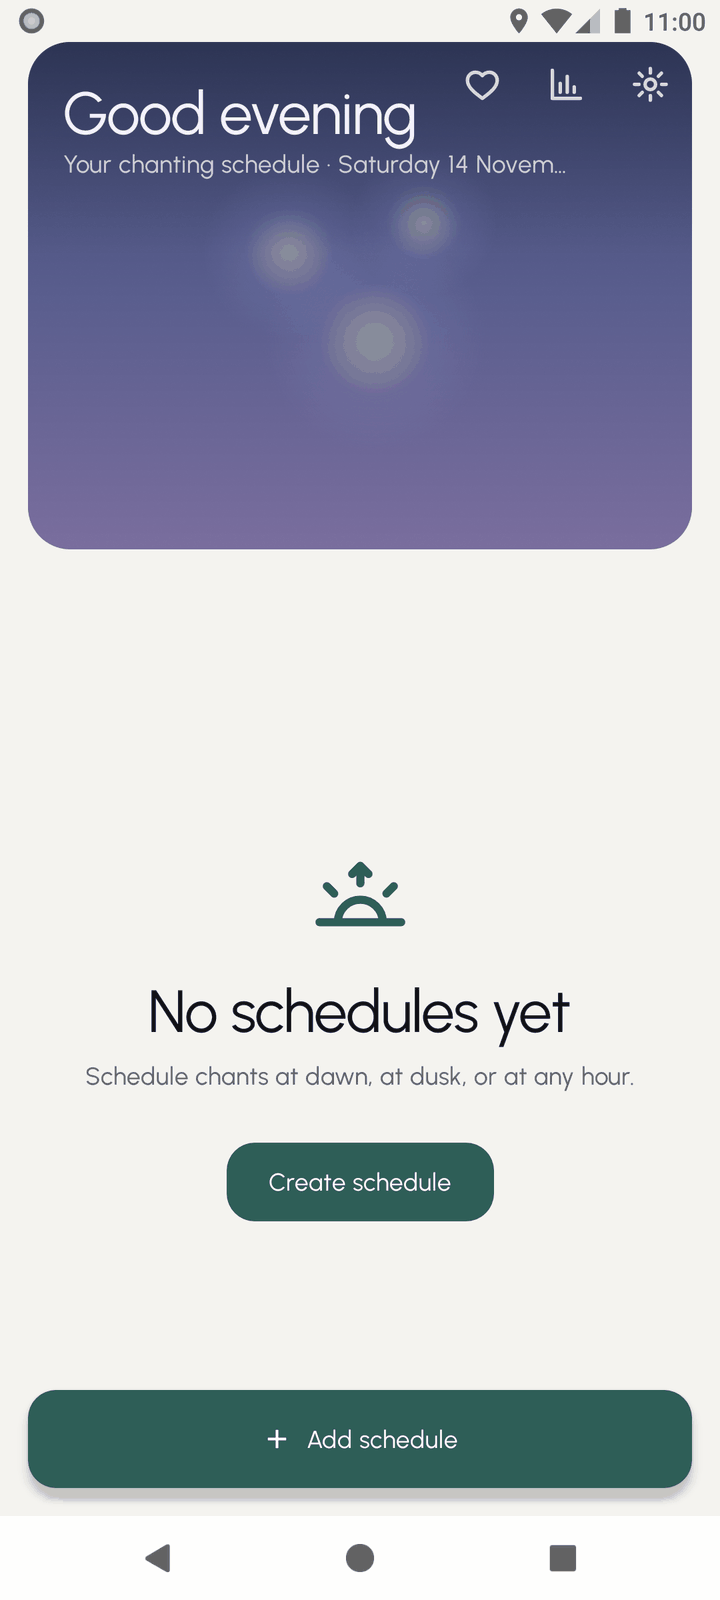 11:00
Good evening
Your chanting schedule · Saturday 14 Novem...
No schedules yet
Schedule chants at dawn, at dusk, or at any hour.
Create schedule
+ Add schedule